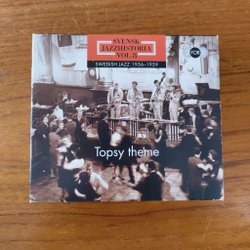 SVENSK
JAZZHISTORIA
VOL. 8
SWEDISH JAZZ 1956-1959
Topsy theme